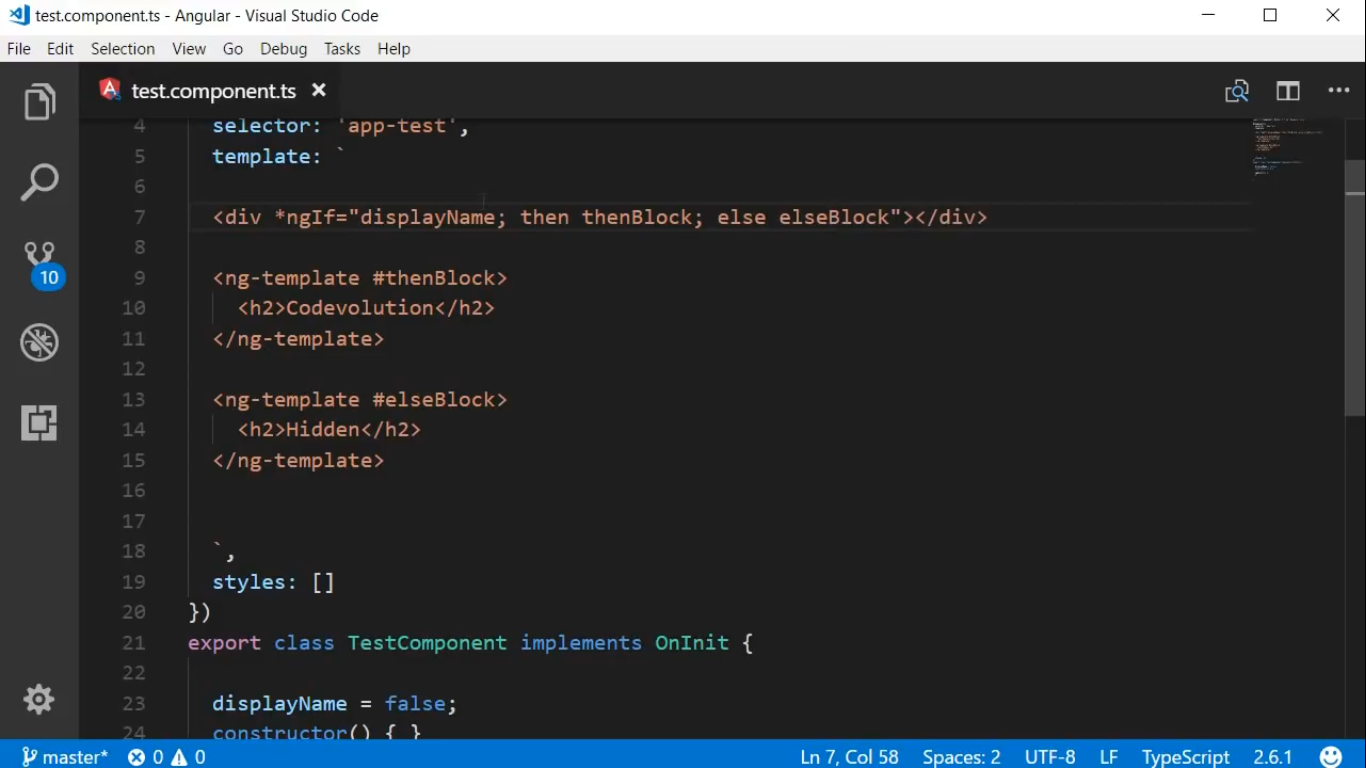 test.component.ts - Angular - Visual Studio Code
File Edit Selection View Go Debug Tasks Help
test.component.ts
4 selector: 'app-test',
5 template: `
6
7 <div *ngIf="displayName; then thenBlock; else elseBlock"></div>
8
9 <ng-template #thenBlock>
10 <h2>Codevolution</h2>
11 </ng-template>
12
13 <ng-template #elseBlock>
14 <h2>Hidden</h2>
15 </ng-template>
16
17
18 `,
19 styles: []
20 })
21 export class TestComponent implements OnInit {
22
23 displayName = false;
24 constructor() { }
10
master* 0 0 Ln 7, Col 58 Spaces: 2 UTF-8 LF TypeScript 2.6.1